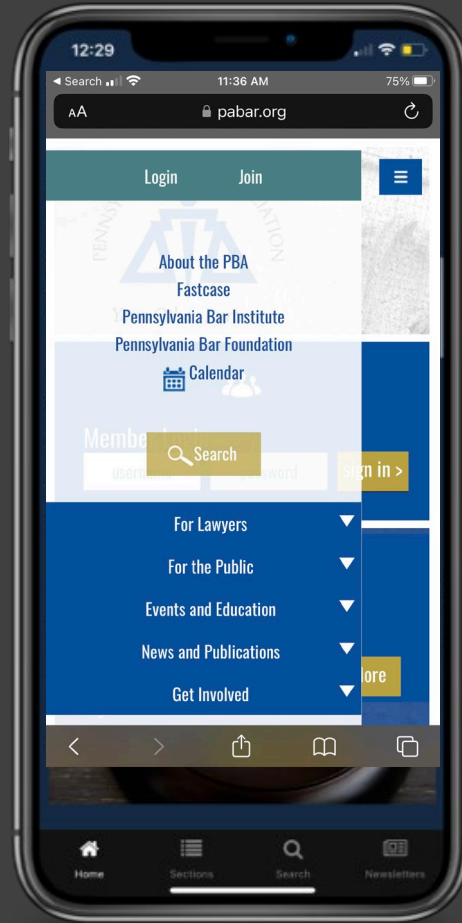 12:29
Search 11:36 AM 75%
AA pabar.org
Login Join
About the PBA
Fastcase
Pennsylvania Bar Institute
Pennsylvania Bar Foundation
Calendar
Member
Search
sign in >
For Lawyers
For the Public
Events and Education
News and Publications
Get Involved
Home Sections Search Newsletters